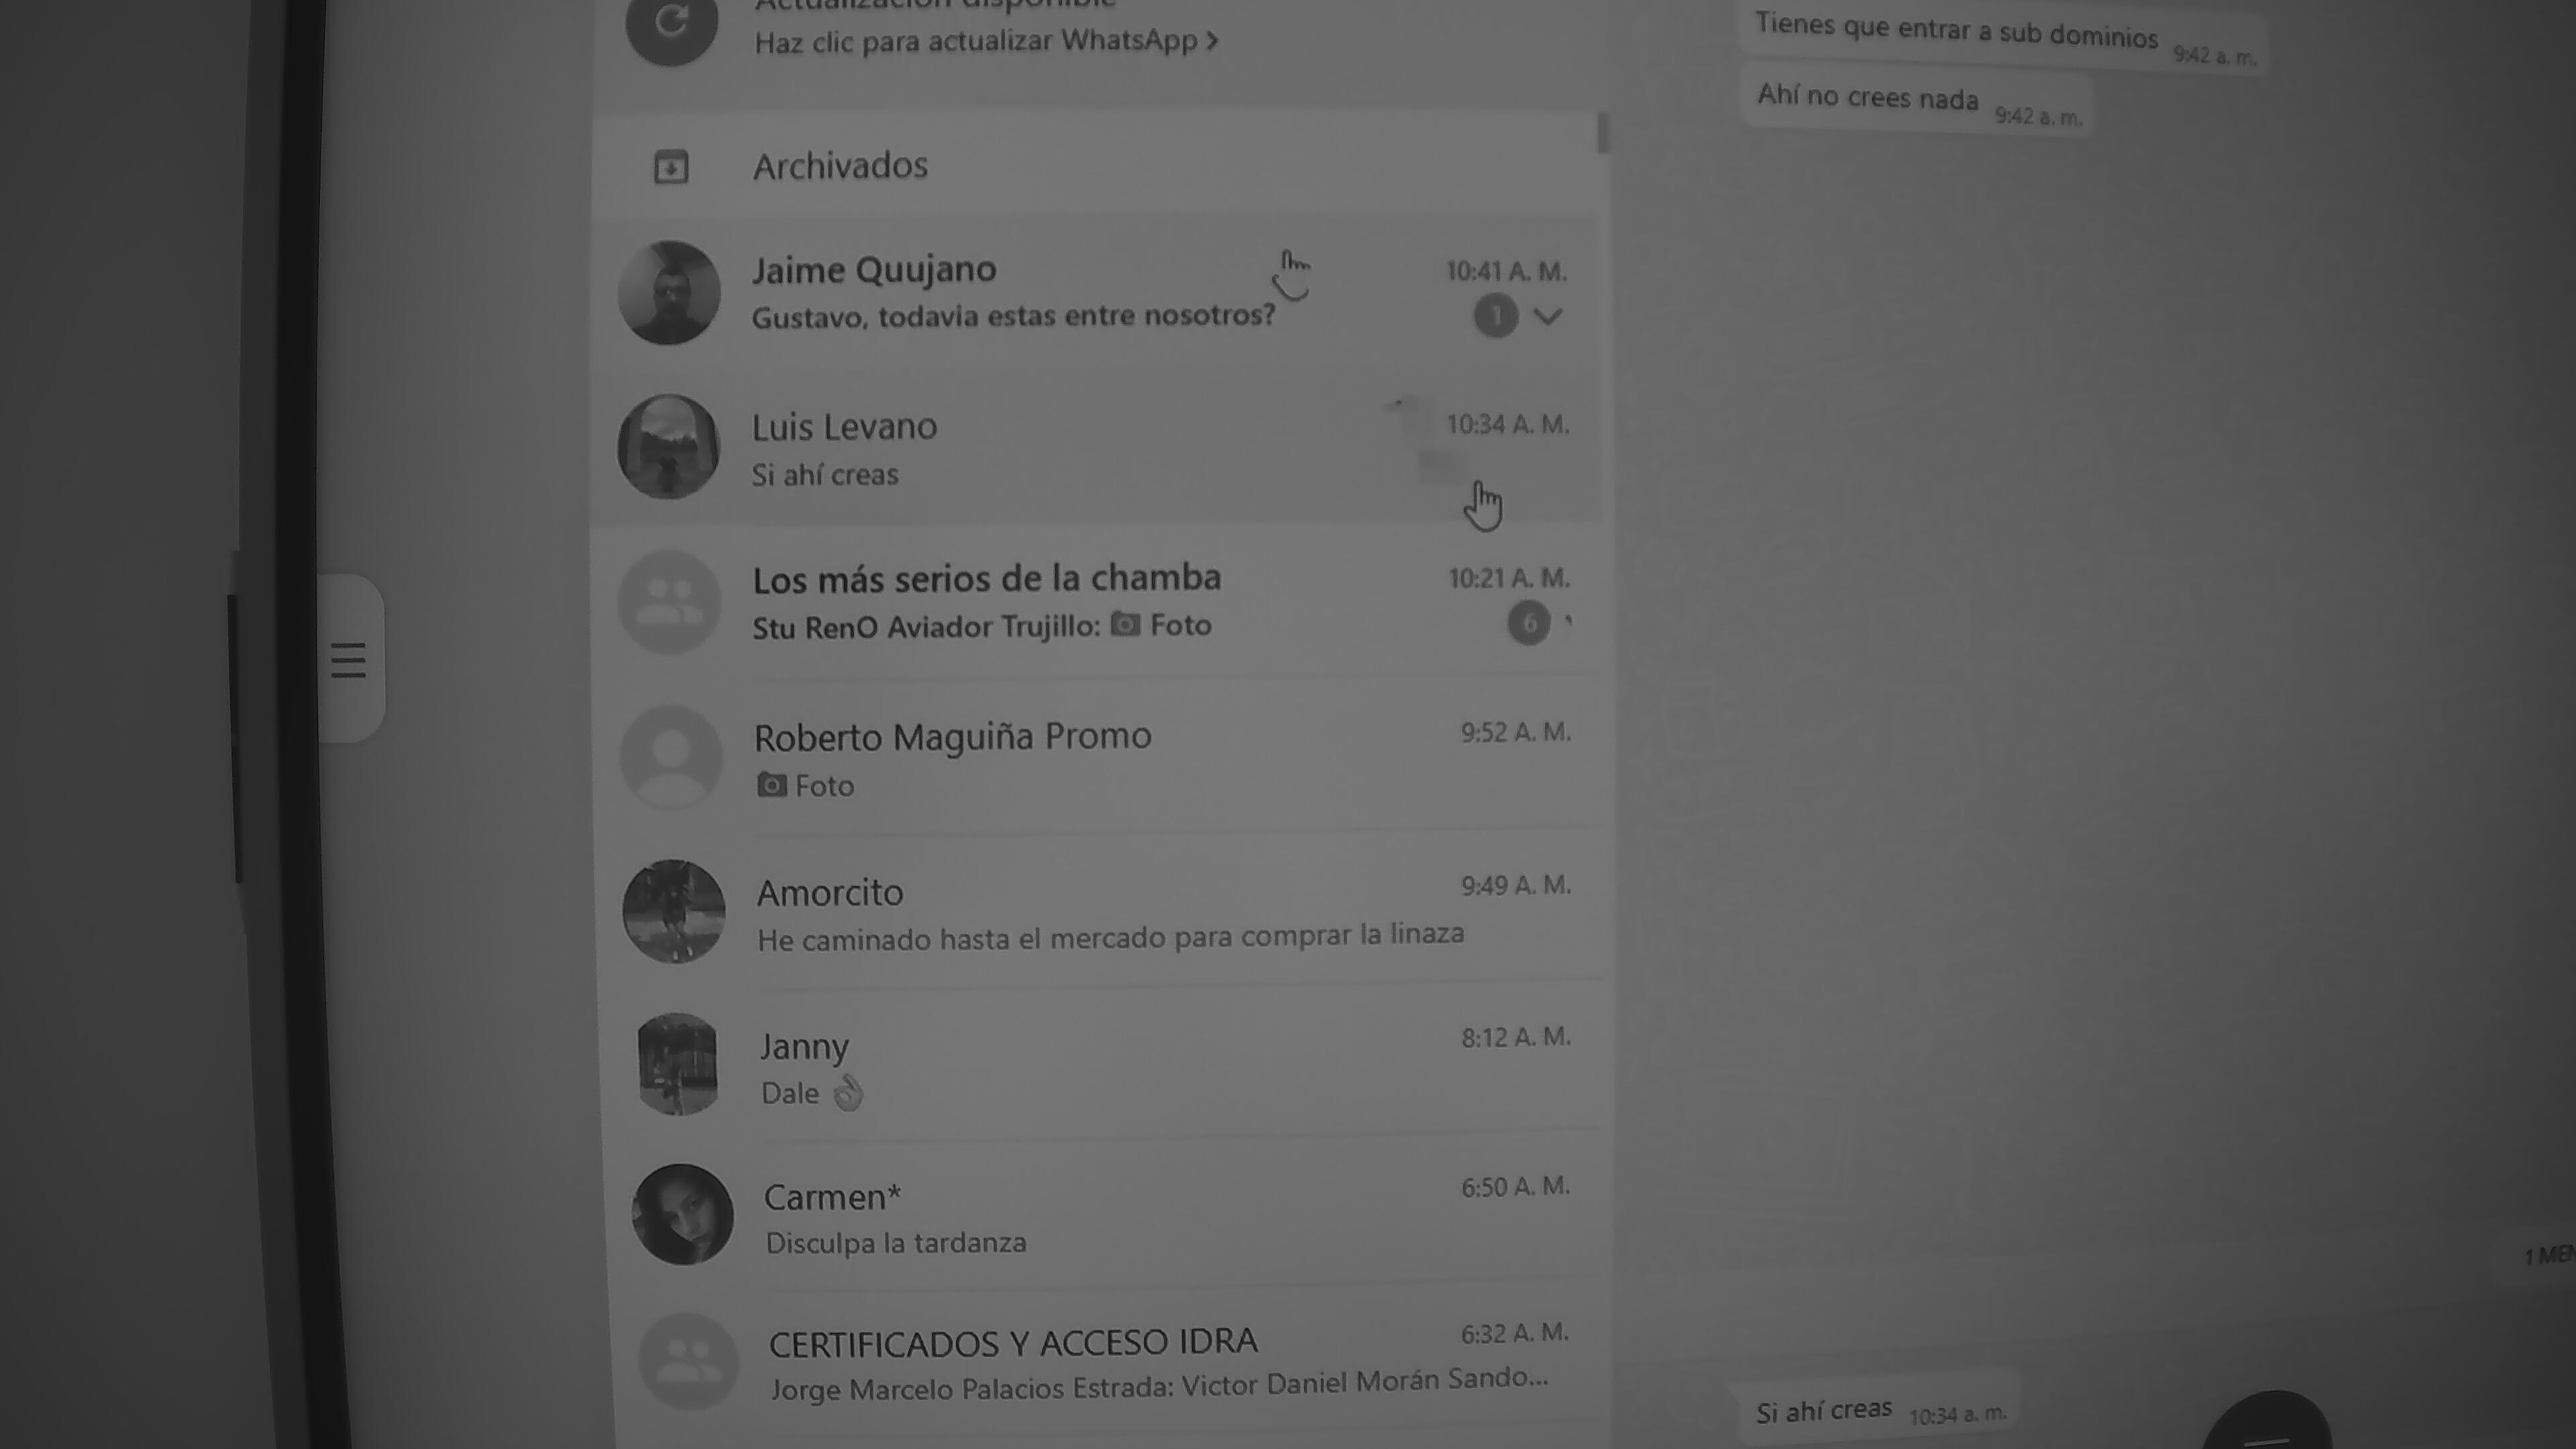 Actualización disponible
Haz clic para actualizar WhatsApp
Archivados
Jaime Quujano
10:41 A. M.
Gustavo, todavia estas entre nosotros?
1
Luis Levano
10:34 A. M.
Si ahí creas
Los más serios de la chamba
10:21 A. M.
Stu RenO Aviador Trujillo: Foto
6
Roberto Maguiña Promo
9:52 A. M.
Foto
Amorcito
9:49 A. M.
He caminado hasta el mercado para comprar la linaza
Janny
8:12 A. M.
Dale 👌
Carmen*
6:50 A. M.
Disculpa la tardanza
CERTIFICADOS Y ACCESO IDRA
6:32 A. M.
Jorge Marcelo Palacios Estrada: Victor Daniel Morán Sando...
Tienes que entrar a sub dominios 9:42 a. m.
Ahí no crees nada 9:42 a. m.
1 MEN
Si ahí creas 10:34 a. m.